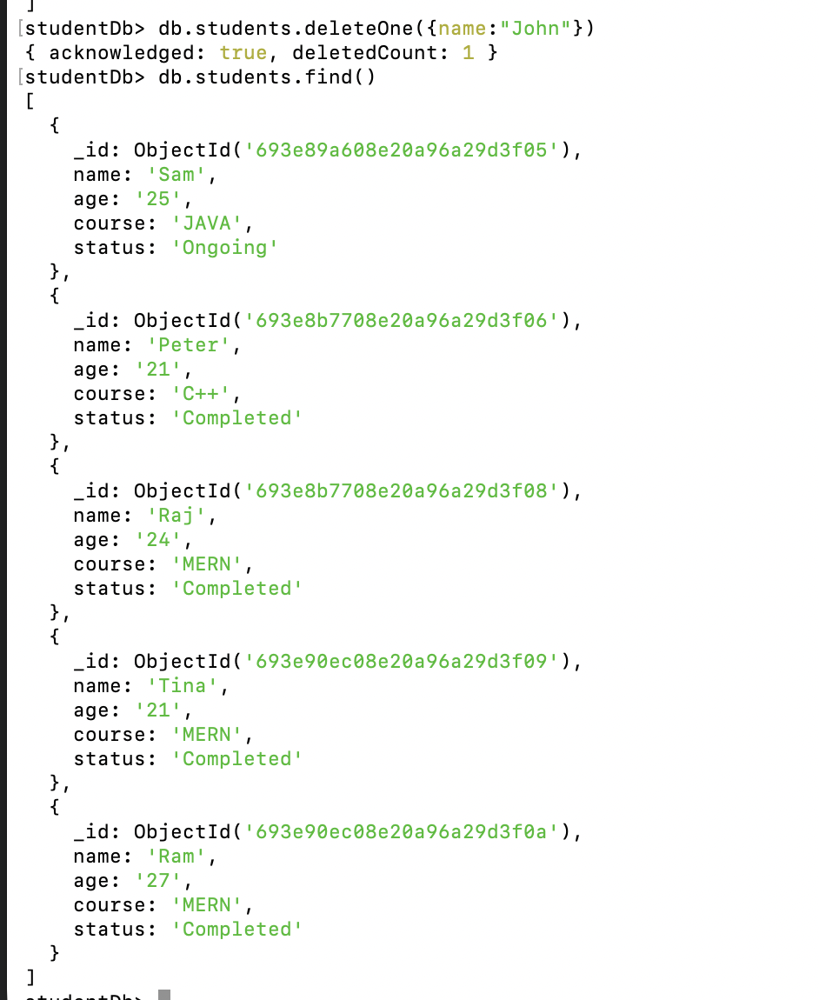 ]
[studentDb> db.students.deleteOne({name:"John"})
{ acknowledged: true, deletedCount: 1 }
[studentDb> db.students.find()
[
  {
    _id: ObjectId('693e89a608e20a96a29d3f05'),
    name: 'Sam',
    age: '25',
    course: 'JAVA',
    status: 'Ongoing'
  },
  {
    _id: ObjectId('693e8b7708e20a96a29d3f06'),
    name: 'Peter',
    age: '21',
    course: 'C++',
    status: 'Completed'
  },
  {
    _id: ObjectId('693e8b7708e20a96a29d3f08'),
    name: 'Raj',
    age: '24',
    course: 'MERN',
    status: 'Completed'
  },
  {
    _id: ObjectId('693e90ec08e20a96a29d3f09'),
    name: 'Tina',
    age: '21',
    course: 'MERN',
    status: 'Completed'
  },
  {
    _id: ObjectId('693e90ec08e20a96a29d3f0a'),
    name: 'Ram',
    age: '27',
    course: 'MERN',
    status: 'Completed'
  }
]
studentDb>